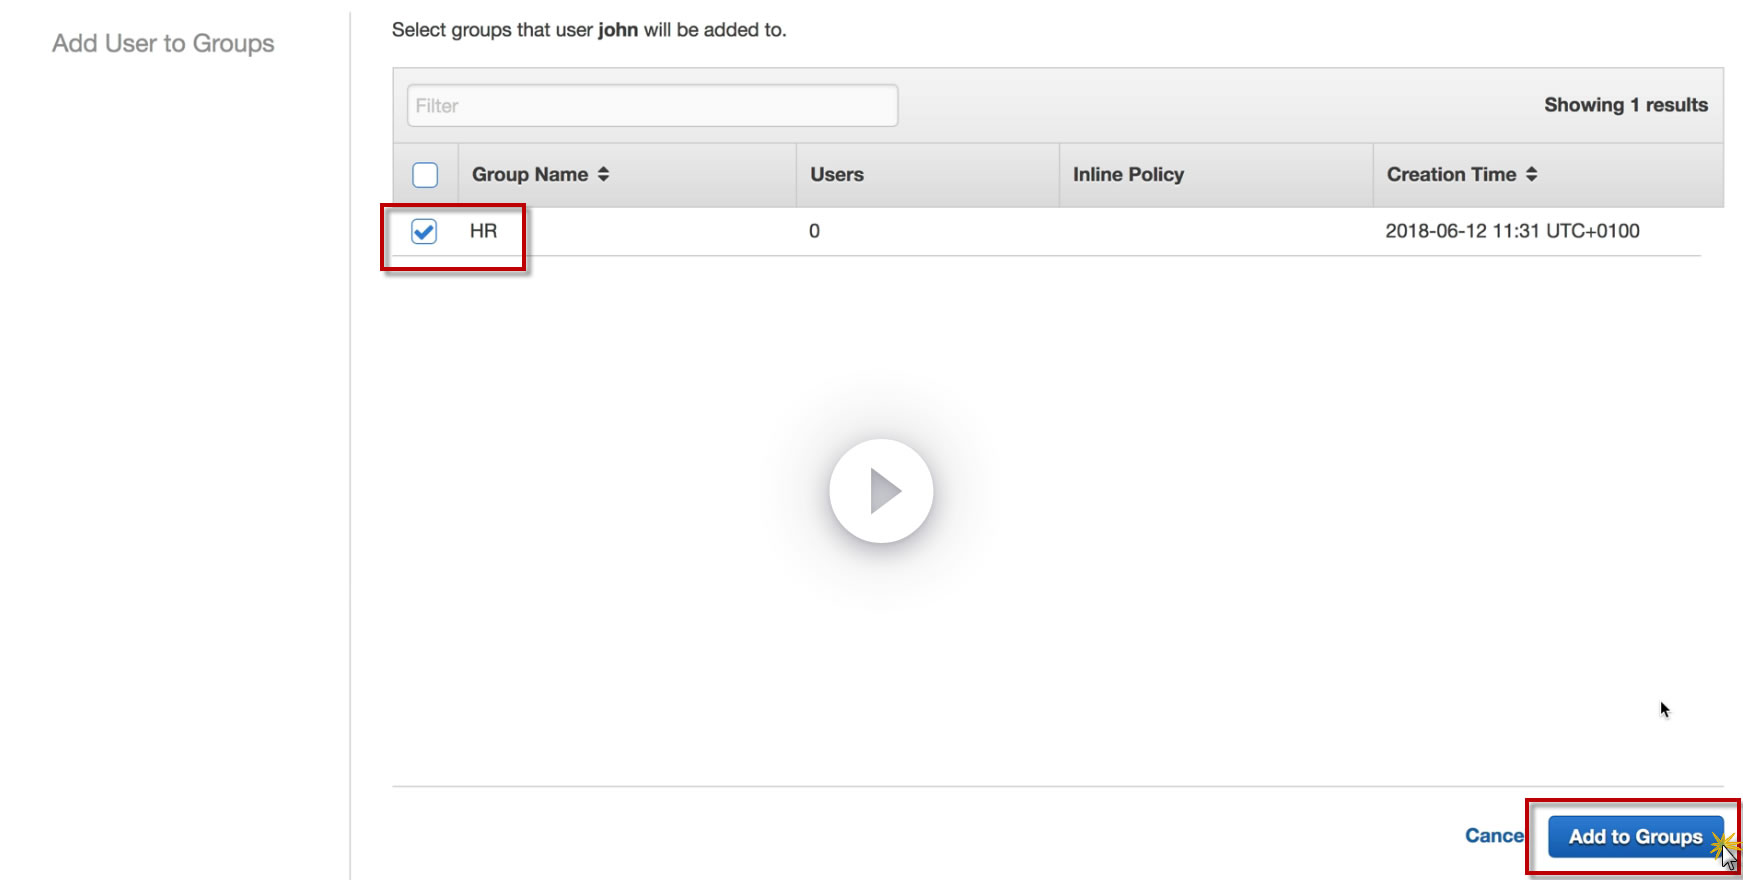 Add User to Groups
Select groups that user john will be added to.
Filter
Showing 1 results
Group Name Users Inline Policy Creation Time
HR 0 2018-06-12 11:31 UTC+0100
Cance Add to Groups